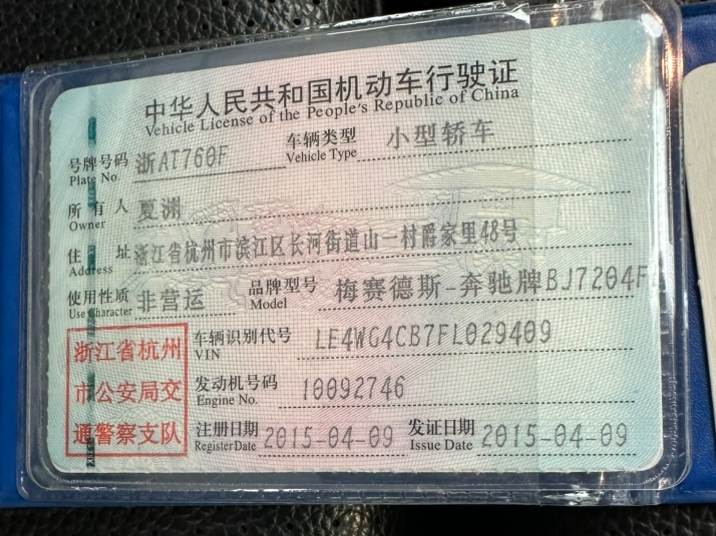 中华人民共和国机动车行驶证
Vehicle License of the People's Republic of China
号牌号码 浙AT760F 车辆类型 小型轿车
Plate No. Vehicle Type
所有人 夏洲
Owner
住址 浙江省杭州市滨江区长河街道山一村爵家里48号
Address
使用性质 非营运 品牌型号 梅赛德斯-奔驰牌BJ7204F
Use Character Model
浙江省杭州
市公安局交
通警察支队
车辆识别代号 LE4WG4CB7FL029409
VIN
发动机号码 10092746
Engine No.
注册日期 2015-04-09 发证日期 2015-04-09
Register Date Issue Date